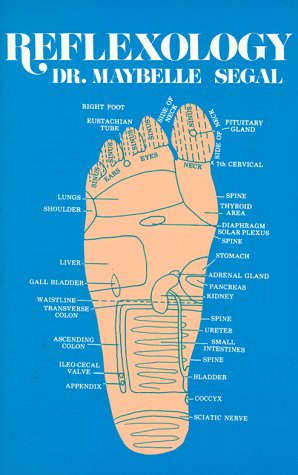 REFLEXOLOGY
DR. MAYBELLE SEGAL
RIGHT FOOT
EUSTACHIAN
TUBE
SIDE OF
NECK
SINUS
SINUS
SINUS
SINUS
SINUS
PITUITARY
GLAND
SIDE OF NECK
EARS
EYES
NECK
7th CERVICAL
LUNGS
SHOULDER
SPINE
THYROID
AREA
DIAPHRAGM
SOLAR PLEXUS
SPINE
STOMACH
LIVER
GALL BLADDER
ADRENAL GLAND
PANCREAS
KIDNEY
WAISTLINE
TRANSVERSE
COLON
SPINE
URETER
SMALL
INTESTINES
SPINE
ASCENDING
COLON
ILEO-CECAL
VALVE
APPENDIX
BLADDER
COCCYX
SCIATIC NERVE